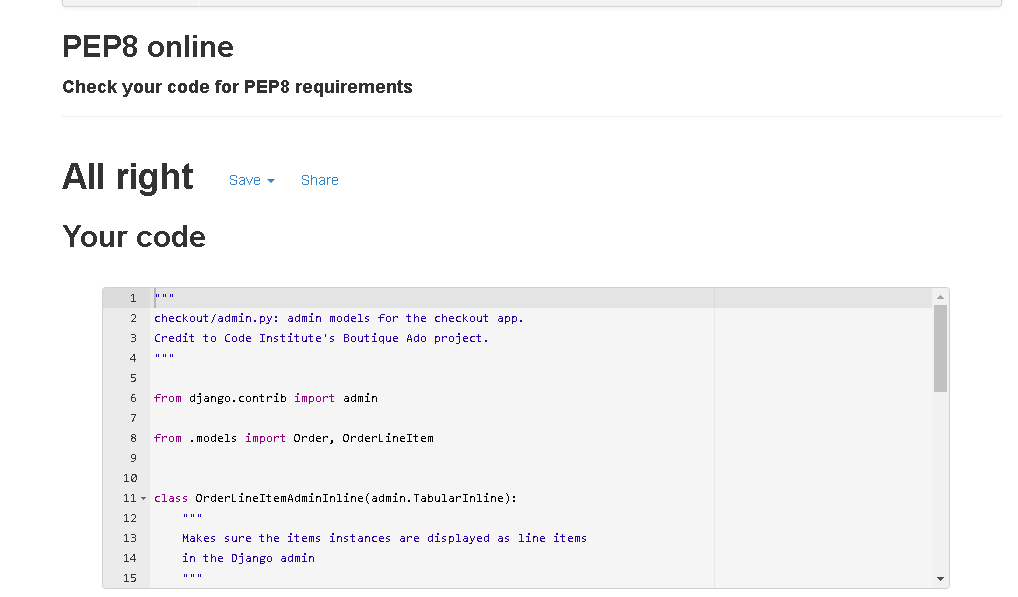 PEP8 online
Check your code for PEP8 requirements
All right Save Share
Your code
1 """
2 checkout/admin.py: admin models for the checkout app.
3 Credit to Code Institute's Boutique Ado project.
4 """
5
6 from django.contrib import admin
7
8 from .models import Order, OrderLineItem
9
10
11 class OrderLineItemAdminInline(admin.TabularInline):
12 """
13 Makes sure the items instances are displayed as line items
14 in the Django admin
15 """